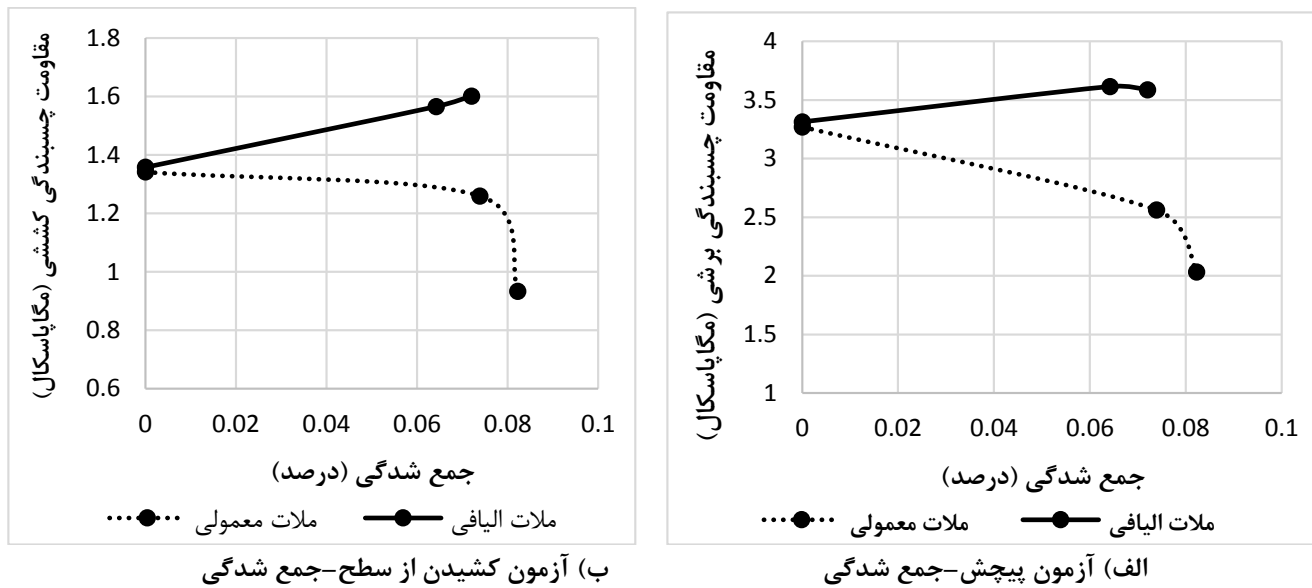 مقاومت چسبندگی برشی (مگاپاسکال)
4
3.5
3
2.5
2
1.5
1
0 0.02 0.04 0.06 0.08 0.1
جمع شدگی (درصد)
ملات الیافی ملات معمولی
الف) آزمون پیچش-جمع شدگی
مقاومت چسبندگی کششی (مگاپاسکال)
1.8
1.6
1.4
1.2
1
0.8
0.6
0 0.02 0.04 0.06 0.08 0.1
جمع شدگی (درصد)
ملات الیافی ملات معمولی
ب) آزمون کشیدن از سطح-جمع شدگی